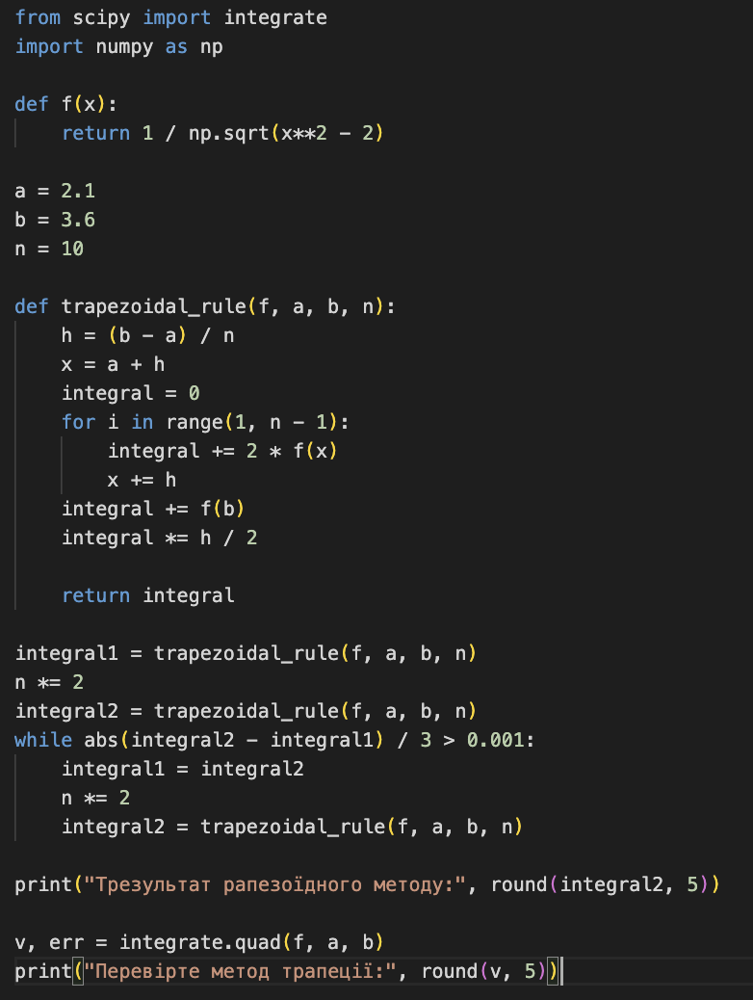 from scipy import integrate
import numpy as np

def f(x):
    return 1 / np.sqrt(x**2 - 2)

a = 2.1
b = 3.6
n = 10

def trapezoidal_rule(f, a, b, n):
    h = (b - a) / n
    x = a + h
    integral = 0
    for i in range(1, n - 1):
        integral += 2 * f(x)
        x += h
    integral += f(b)
    integral *= h / 2

    return integral

integral1 = trapezoidal_rule(f, a, b, n)
n *= 2
integral2 = trapezoidal_rule(f, a, b, n)
while abs(integral2 - integral1) / 3 > 0.001:
    integral1 = integral2
    n *= 2
    integral2 = trapezoidal_rule(f, a, b, n)

print("Трезультат рапезоїдного методу:", round(integral2, 5))

v, err = integrate.quad(f, a, b)
print("Перевірте метод трапеції:", round(v, 5))